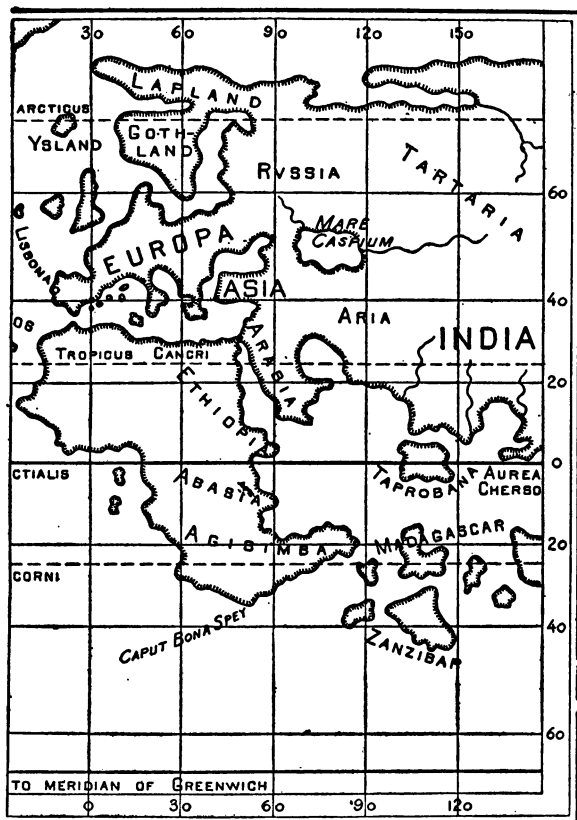 30 60 90 120 150
LAPLAND
ARCTICUS
YSLAND
GOTH-
LAND
RVSSIA
TARTARIA
60
MARE
CASPIUM
LISBONA
EUROPA
ASIA
40
OS
ARIA
INDIA
TROPICUS CANCRI
ARABIA
20
ETHIOPI
CTIALIS
0
ABASIA
TAPROBANA
AUREA
CHERSO
AGISIMBA
MADAGASCAR
20
CORNI
40
CAPUT BONA SPEY
ZANZIBAR
60
TO MERIDIAN OF GREENWICH
0 30 60 90 120